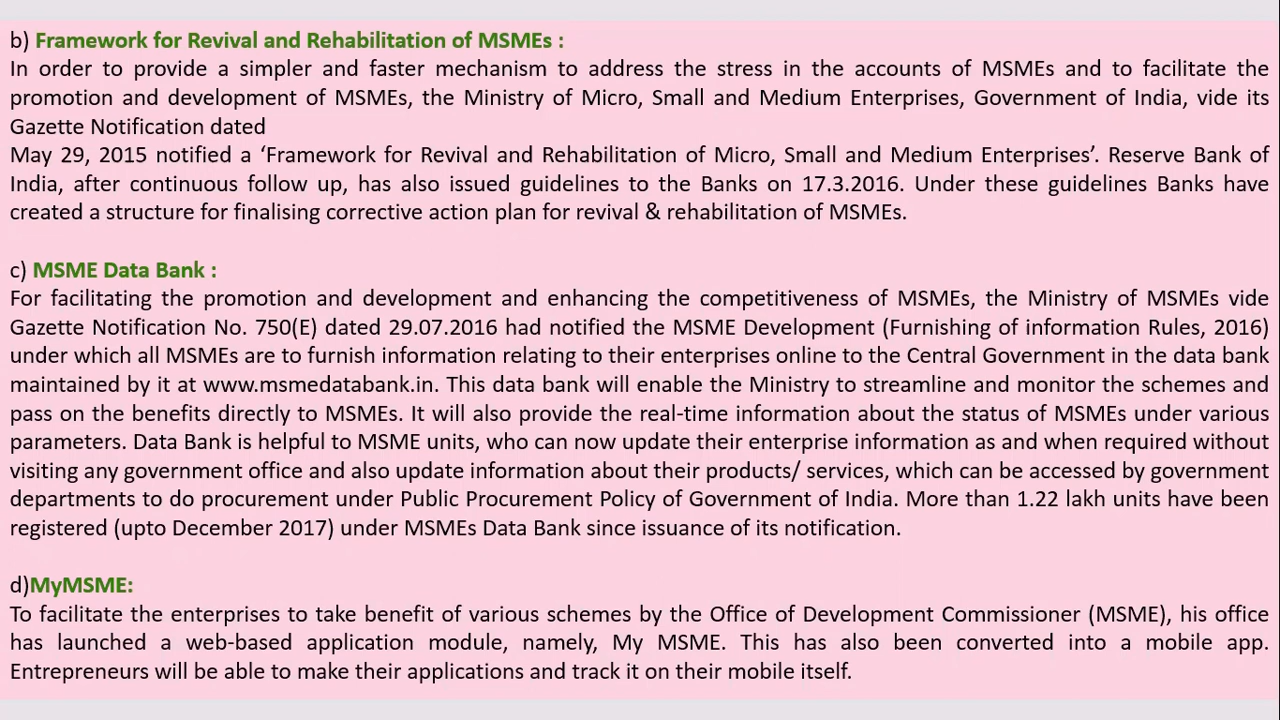 b) Framework for Revival and Rehabilitation of MSMEs :
In order to provide a simpler and faster mechanism to address the stress in the accounts of MSMEs and to facilitate the
promotion and development of MSMEs, the Ministry of Micro, Small and Medium Enterprises, Government of India, vide its
Gazette Notification dated
May 29, 2015 notified a ‘Framework for Revival and Rehabilitation of Micro, Small and Medium Enterprises’. Reserve Bank of
India, after continuous follow up, has also issued guidelines to the Banks on 17.3.2016. Under these guidelines Banks have
created a structure for finalising corrective action plan for revival & rehabilitation of MSMEs.
c) MSME Data Bank :
For facilitating the promotion and development and enhancing the competitiveness of MSMEs, the Ministry of MSMEs vide
Gazette Notification No. 750(E) dated 29.07.2016 had notified the MSME Development (Furnishing of information Rules, 2016)
under which all MSMEs are to furnish information relating to their enterprises online to the Central Government in the data bank
maintained by it at www.msmedatabank.in. This data bank will enable the Ministry to streamline and monitor the schemes and
pass on the benefits directly to MSMEs. It will also provide the real-time information about the status of MSMEs under various
parameters. Data Bank is helpful to MSME units, who can now update their enterprise information as and when required without
visiting any government office and also update information about their products/ services, which can be accessed by government
departments to do procurement under Public Procurement Policy of Government of India. More than 1.22 lakh units have been
registered (upto December 2017) under MSMEs Data Bank since issuance of its notification.
d)MyMSME:
To facilitate the enterprises to take benefit of various schemes by the Office of Development Commissioner (MSME), his office
has launched a web-based application module, namely, My MSME. This has also been converted into a mobile app.
Entrepreneurs will be able to make their applications and track it on their mobile itself.